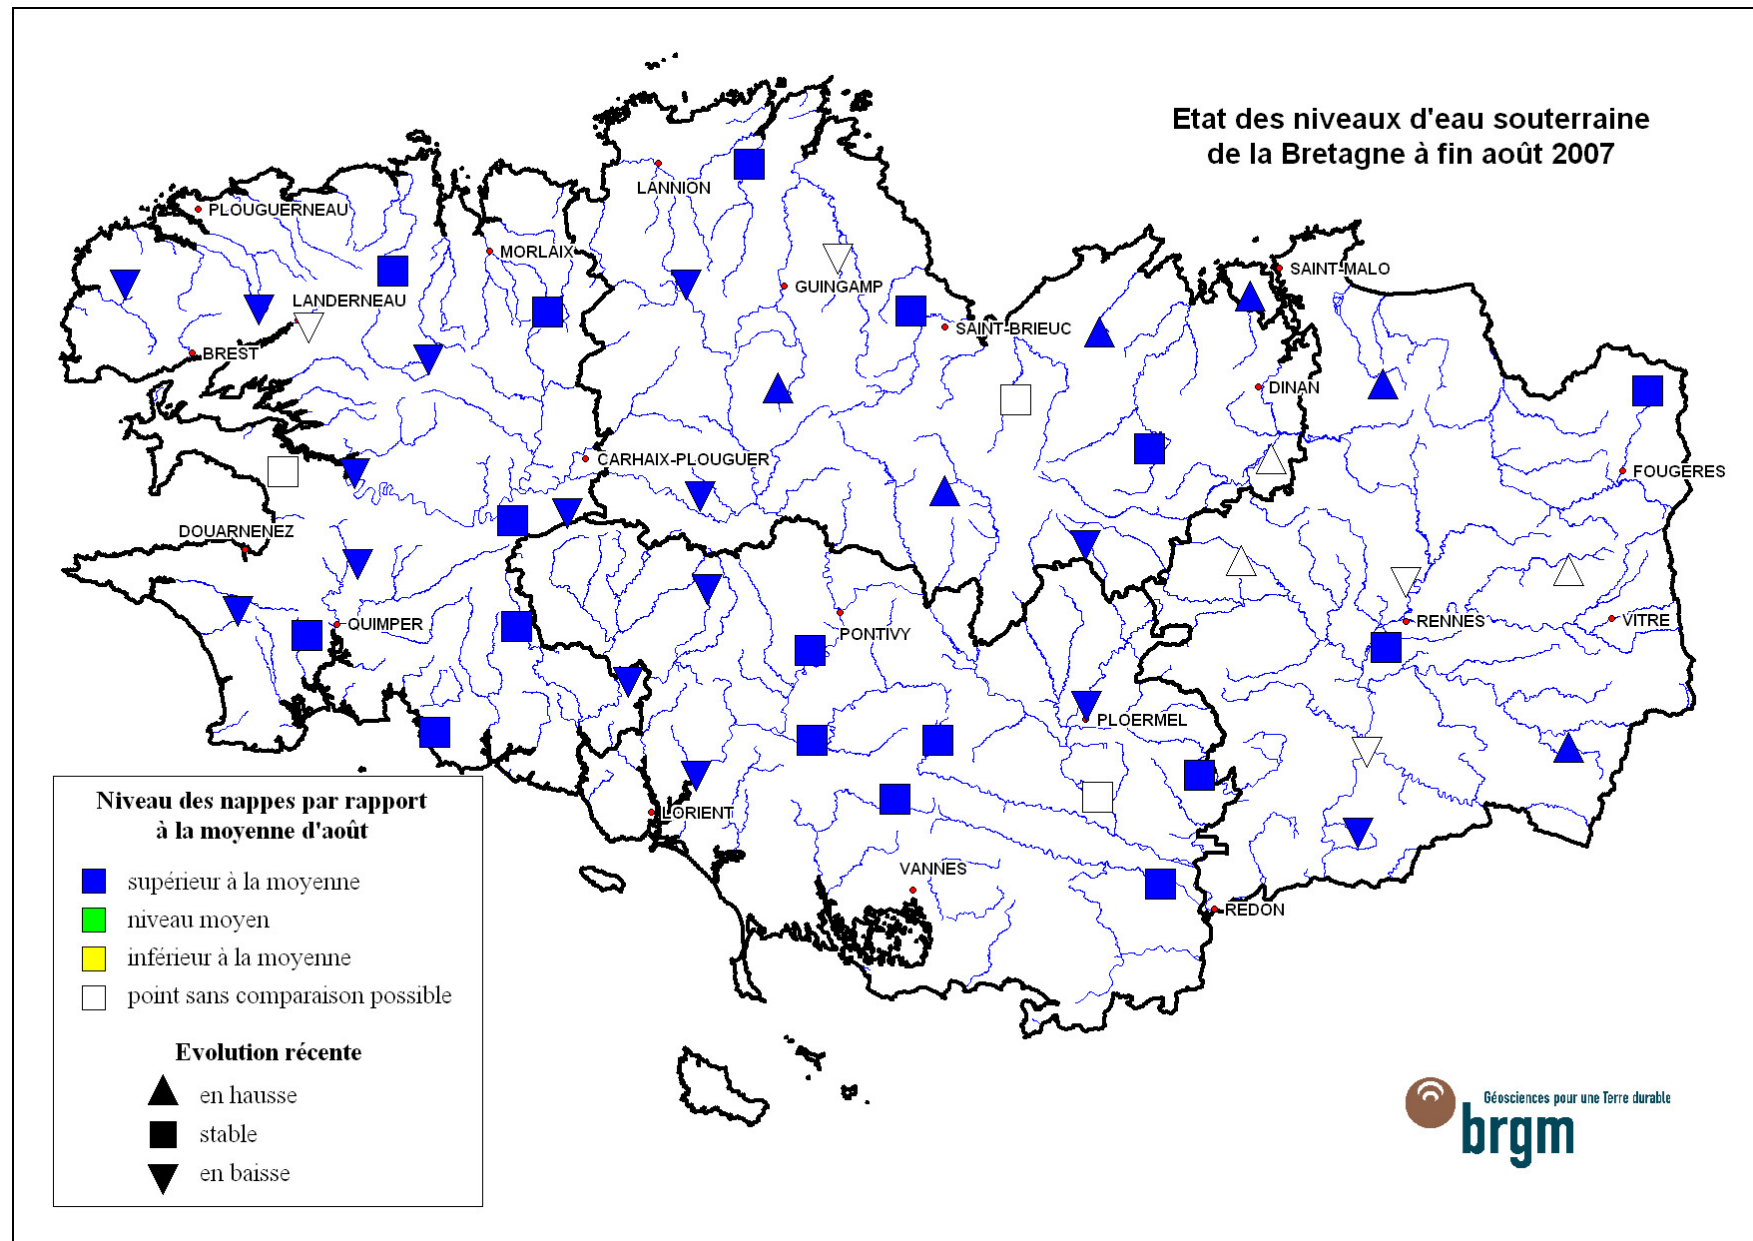 Etat des niveaux d'eau souterraine
de la Bretagne à fin août 2007
LANNION
PLOUGUERNEAU
MORLAIX
SAINT-MALO
GUINGAMP
LANDERNEAU
SAINT-BRIEUC
BREST
DINAN
CARHAIX-PLOUGUER
FOUGERES
DOUARNENEZ
QUIMPER
PONTIVY
RENNES
VITRE
PLOERMEL
LORIENT
VANNES
REDON
Niveau des nappes par rapport
à la moyenne d'août
supérieur à la moyenne
niveau moyen
inférieur à la moyenne
point sans comparaison possible
Evolution récente
en hausse
stable
en baisse
Géosciences pour une Terre durable
brgm